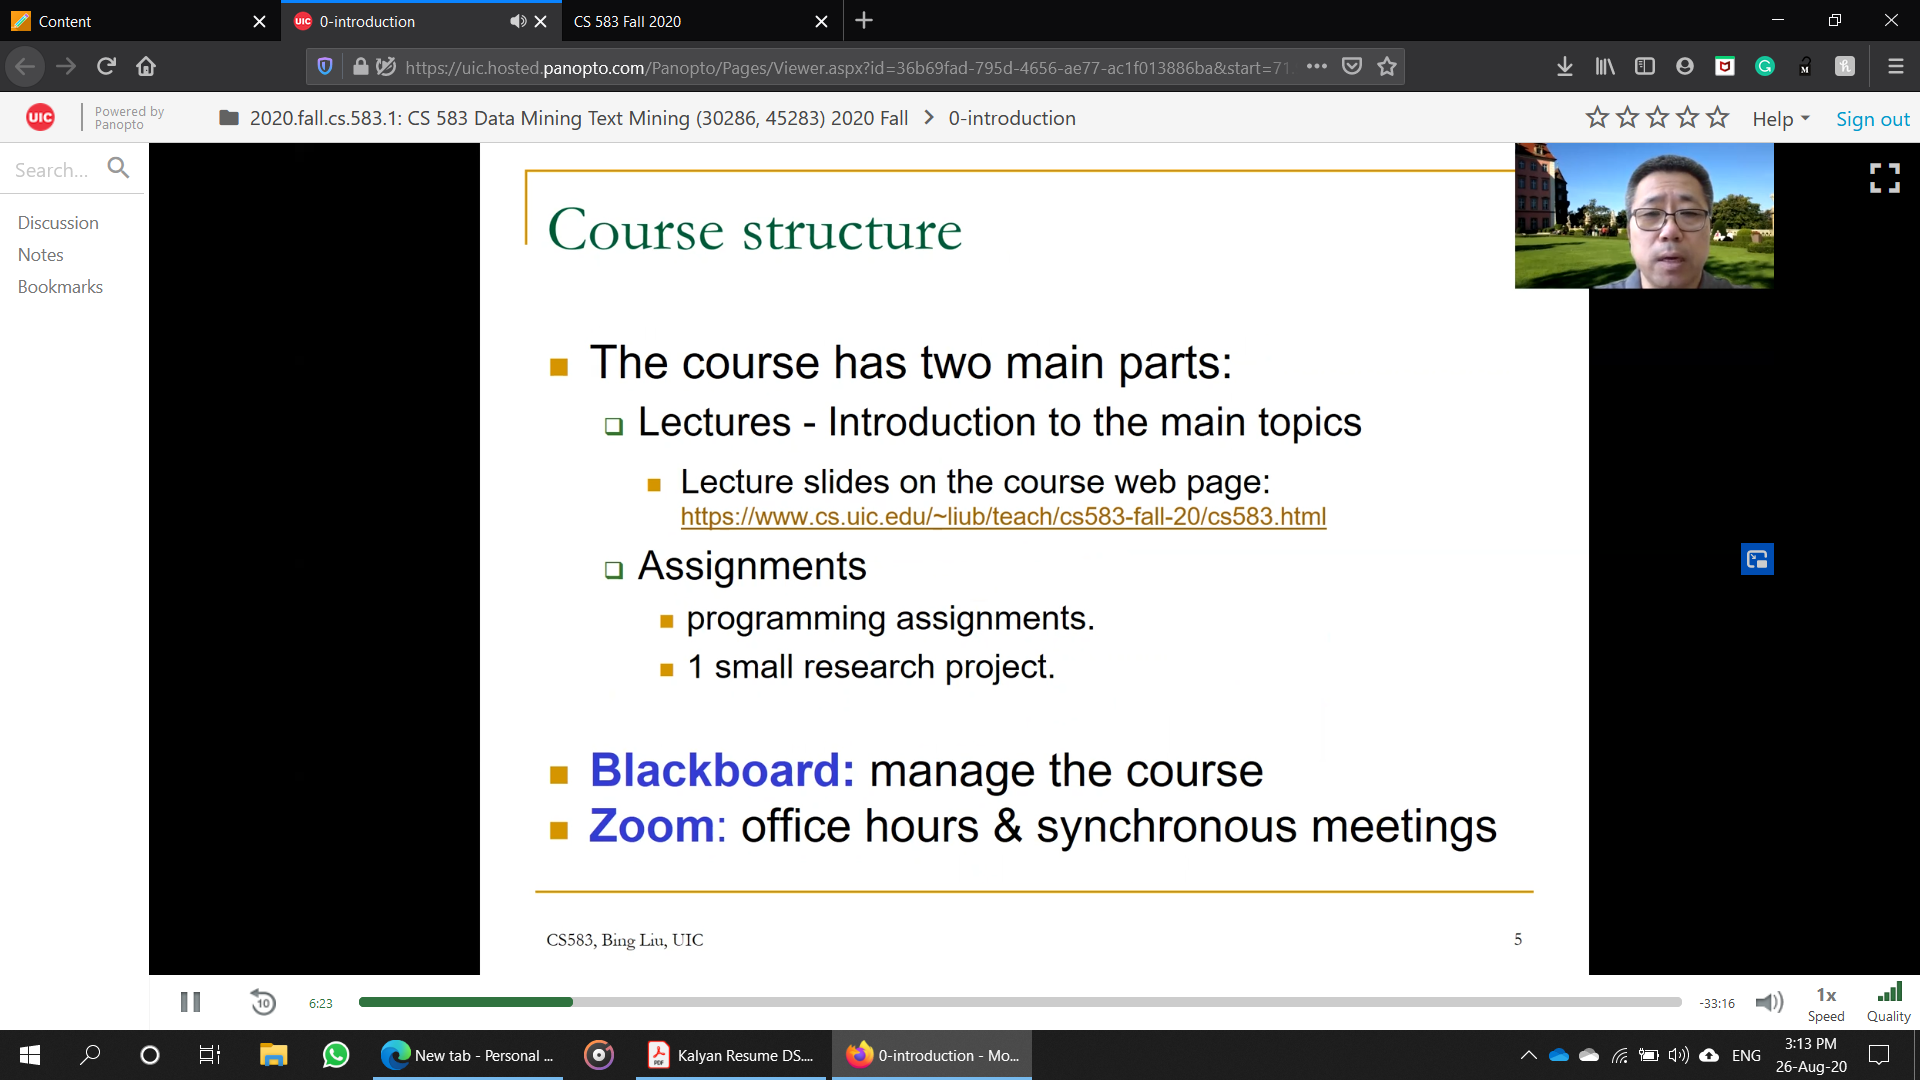 Content
UIC 0-introduction
CS 583 Fall 2020
https://uic.hosted.panopto.com/Panopto/Pages/Viewer.aspx?id=36b69fad-795d-4656-ae77-ac1f013886ba&start=71.
UIC
Powered by
Panopto
2020.fall.cs.583.1: CS 583 Data Mining Text Mining (30286, 45283) 2020 Fall > 0-introduction
Help
Sign out
Search...
Discussion
Notes
Bookmarks
Course structure
The course has two main parts:
Lectures - Introduction to the main topics
Lecture slides on the course web page:
https://www.cs.uic.edu/~liub/teach/cs583-fall-20/cs583.html
Assignments
programming assignments.
1 small research project.
Blackboard: manage the course
Zoom: office hours & synchronous meetings
CS583, Bing Liu, UIC
5
10
6:23
-33:16
1x
Speed
Quality
New tab - Personal ...
PDF
Kalyan Resume DS....
0-introduction - Mo...
ENG
3:13 PM
26-Aug-20